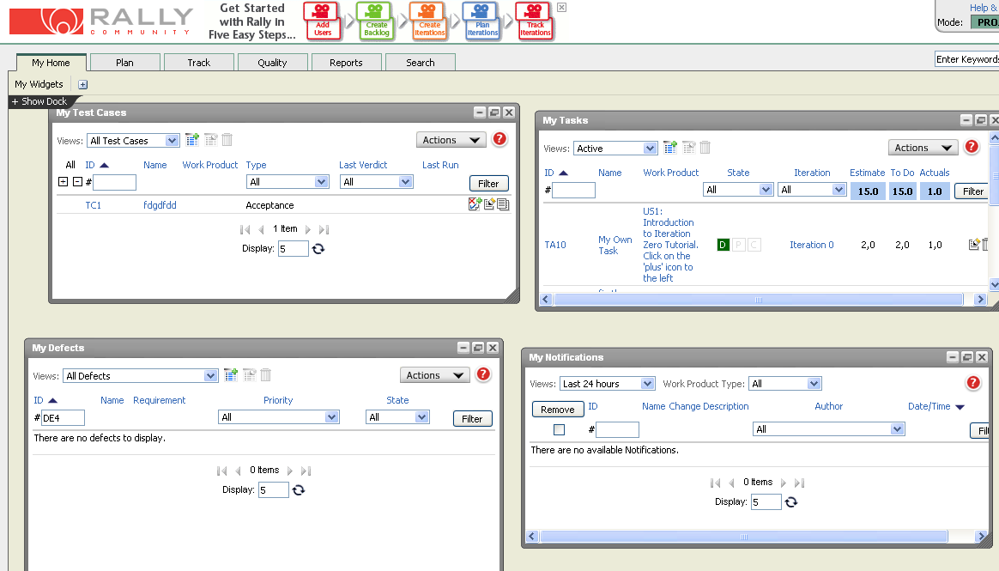 RALLY
COMMUNITY
Get Started
with Rally in
Five Easy Steps...
Add
Users
Create
Backlog
Create
Iterations
Plan
Iterations
Track
Iterations
Help &
Mode: PRO
My Home Plan Track Quality Reports Search
Enter Keywords
My Widgets
+ Show Dock
My Test Cases
Views: All Test Cases Actions
All ID Name Work Product Type Last Verdict Last Run
# All All Filter
TC1 fdgdfdd Acceptance
1 Item
Display: 5
My Tasks
Views: Active Actions
ID Name Work Product State Iteration Estimate To Do Actuals
# All All 15.0 15.0 1.0 Filter
TA10 My Own Task US1: Introduction to Iteration Zero Tutorial. Click on the 'plus' icon to the left D P C Iteration 0 2,0 2,0 1,0
My Defects
Views: All Defects Actions
ID Name Requirement Priority State
# DE4 All All Filter
There are no defects to display.
0 Items
Display: 5
My Notifications
Views: Last 24 hours Work Product Type: All
Remove ID Name Change Description Author Date/Time
# All Fil
There are no available Notifications.
0 Items
Display: 5